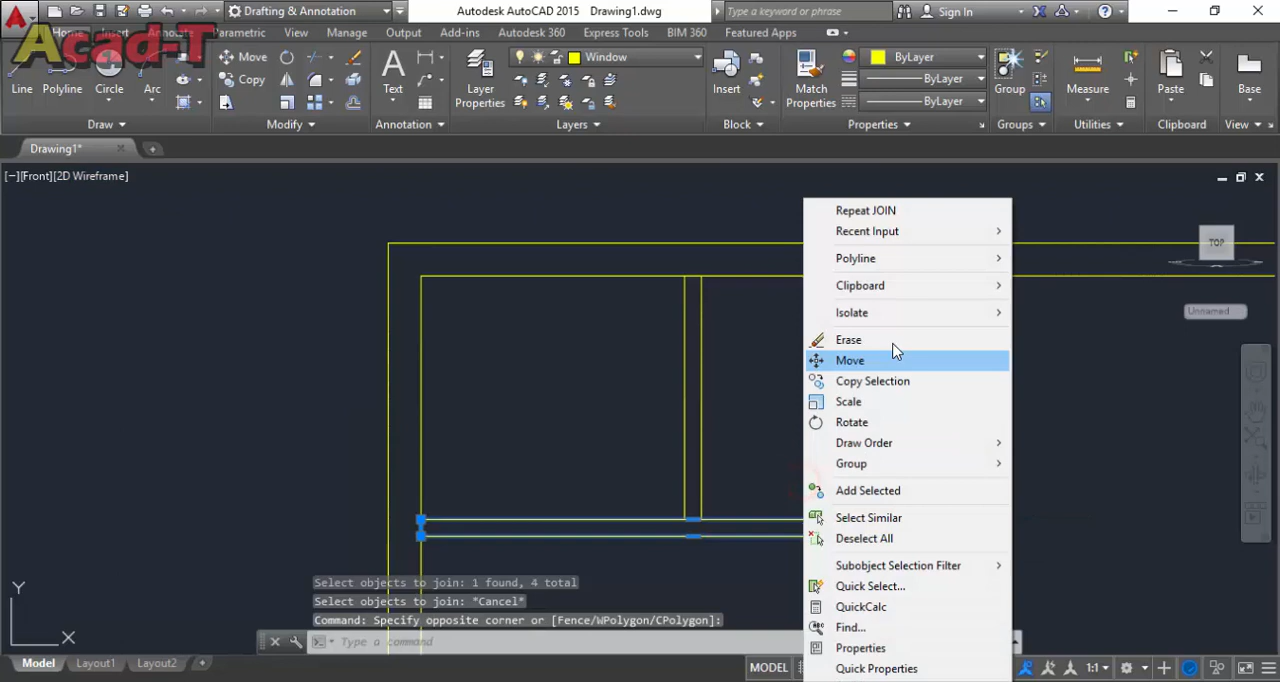 Drafting & Annotation
Autodesk AutoCAD 2015 Drawing1.dwg
Type a keyword or phrase
Sign In
Acad-T
Home Insert Annotate Parametric View Manage Output Add-ins Autodesk 360 Express Tools BIM 360 Featured Apps
Line Polyline Circle Arc
Draw
Move
Copy
Modify
Text
Annotation
Layer Properties
Window
Layers
Insert
Block
Match Properties
ByLayer
ByLayer
ByLayer
Properties
Group
Groups
Measure
Utilities
Paste
Clipboard
Base
View
Drawing1*
[−][Front][2D Wireframe]
TOP
Unnamed
Repeat JOIN
Recent Input
Polyline
Clipboard
Isolate
Erase
Move
Copy Selection
Scale
Rotate
Draw Order
Group
Add Selected
Select Similar
Deselect All
Subobject Selection Filter
Quick Select...
QuickCalc
Find...
Properties
Quick Properties
Select objects to join: 1 found, 4 total
Select objects to join: *Cancel*
Command: Specify opposite corner or [Fence/WPolygon/CPolygon]:
Type a command
Y
X
Model Layout1 Layout2
MODEL
1:1